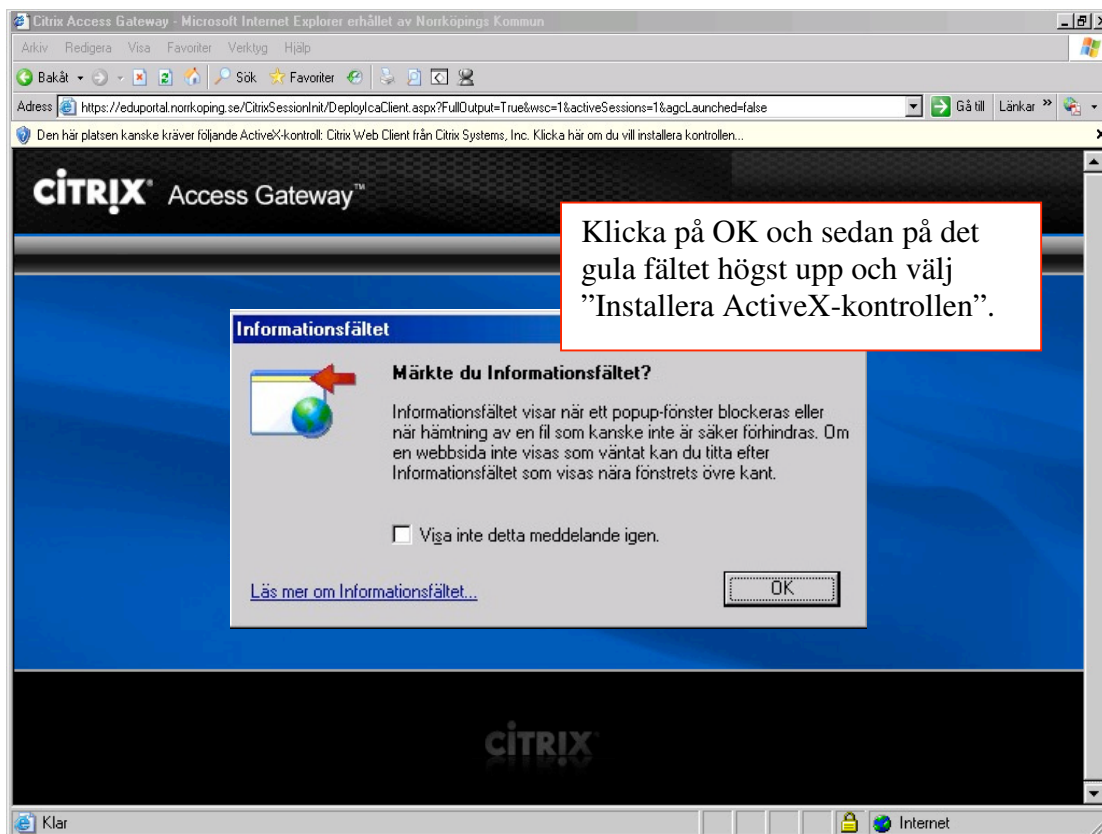 Citrix Access Gateway - Microsoft Internet Explorer erhållet av Norrköpings Kommun
Arkiv Redigera Visa Favoriter Verktyg Hjälp
Bakåt Sök Favoriter
Adress https://eduportal.norrkoping.se/CitrixSessionInit/DeployIcaClient.aspx?FullOutput=True&wsc=1&activeSessions=1&agcLaunched=false Gå till Länkar »
Den här platsen kanske kräver följande ActiveX-kontroll: Citrix Web Client från Citrix Systems, Inc. Klicka här om du vill installera kontrollen...
CİTRIX® Access Gateway™
Klicka på OK och sedan på det
gula fältet högst upp och välj
”Installera ActiveX-kontrollen”.
Informationsfältet
Märkte du Informationsfältet?
Informationsfältet visar när ett popup-fönster blockeras eller
när hämtning av en fil som kanske inte är säker förhindras. Om
en webbsida inte visas som väntat kan du titta efter
Informationsfältet som visas nära fönstrets övre kant.
Visa inte detta meddelande igen.
Läs mer om Informationsfältet...
OK
CİTRIX
Klar Internet